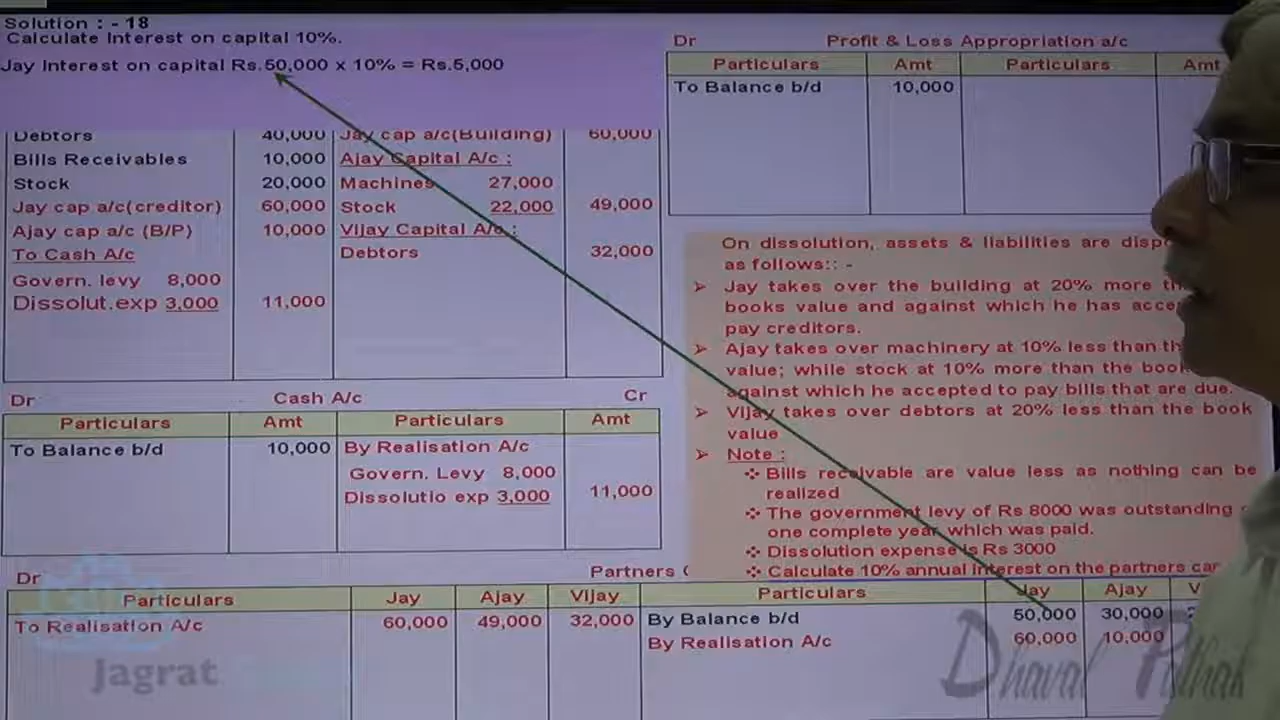 Solution : - 18
Calculate Interest on capital 10%.
Jay Interest on capital Rs.50,000 x 10% = Rs.5,000
Debtors 40,000 Jay cap a/c(Building) 60,000
Bills Receivables 10,000 Ajay Capital A/c :
Stock 20,000 Machines 27,000
Jay cap a/c(creditor) 60,000 Stock 22,000 49,000
Ajay cap a/c (B/P) 10,000 Vijay Capital A/c :
To Cash A/c Debtors 32,000
Govern. levy 8,000
Dissolut.exp 3,000 11,000
Dr Profit & Loss Appropriation a/c
Particulars Amt Particulars Amt
To Balance b/d 10,000
On dissolution, assets & liabilities are
as follows:: -
Jay takes over the building at 20% more
books value and against which he has
pay creditors.
Ajay takes over machinery at 10% less than
value; while stock at 10% more than the
against which he accepted to pay bills that are due.
Vijay takes over debtors at 20% less than the book
value
Note :
Bills receivable are value less as nothing can be
realized
The government levy of Rs 8000 was outstanding
one complete year, which was paid.
Dissolution expense is Rs 3000
Calculate 10% annual interest on the partners
Dr Cash A/c Cr
Particulars Amt Particulars Amt
To Balance b/d 10,000 By Realisation A/c
Govern. Levy 8,000
Dissolutio exp 3,000 11,000
Dr Partners
Particulars Jay Ajay Vijay Particulars Jay Ajay V
To Realisation A/c 60,000 49,000 32,000 By Balance b/d 50,000 30,000
By Realisation A/c 60,000 10,000
Jagrat
Dhaval Pathak